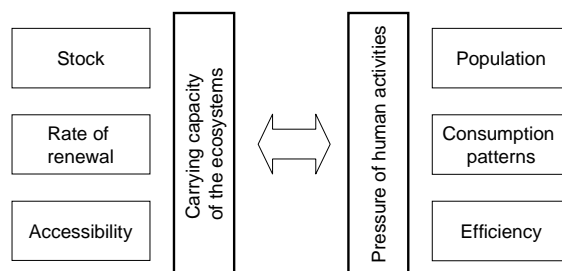 Stock
Rate of
renewal
Accessibility
Carrying capacity
of the ecosystems
Pressure of human activities
Population
Consumption
patterns
Efficiency